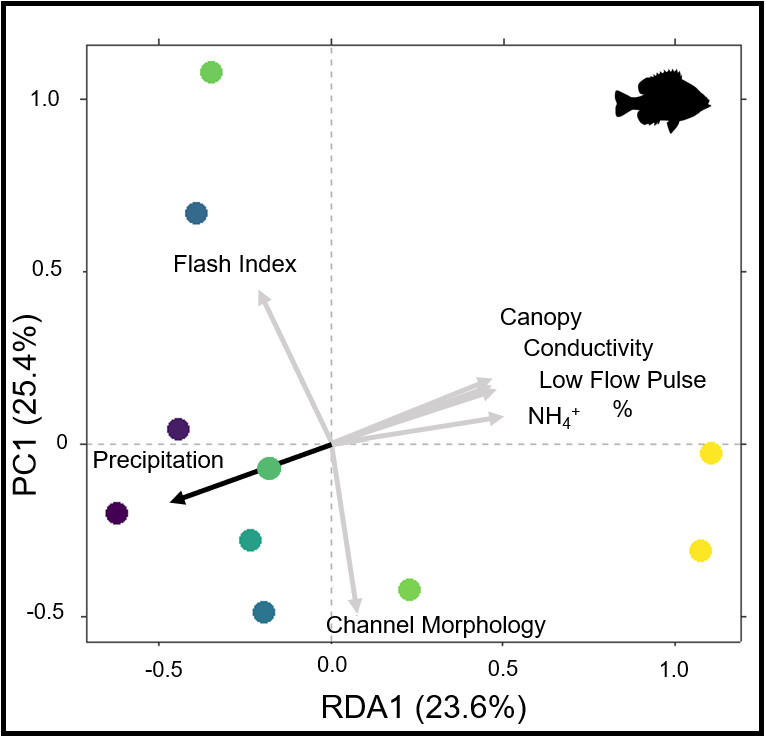 1.0
Flash Index
0.5
Canopy
Conductivity
Low Flow Pulse
%
NH₄⁺
PC1 (25.4%)
0
Precipitation
-0.5
Channel Morphology
-0.5
0.0
0.5
1.0
RDA1 (23.6%)